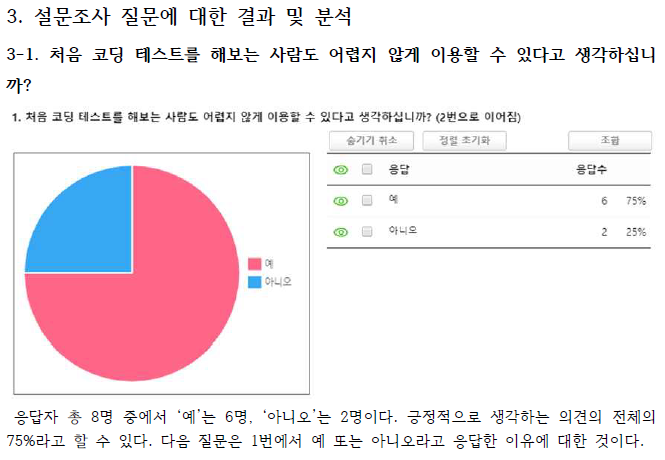 3. 설문조사 질문에 대한 결과 및 분석
3-1. 처음 코딩 테스트를 해보는 사람도 어렵지 않게 이용할 수 있다고 생각하십니
까?
1. 처음 코딩 테스트를 해보는 사람도 어렵지 않게 이용할 수 있다고 생각하십니까? (2번으로 이어짐)
숨기기 취소 정렬 초기화 조합
응답 응답수
예 6 75%
아니오 2 25%
예
아니오
응답자 총 8명 중에서 ‘예’는 6명, ‘아니오’는 2명이다. 긍정적으로 생각하는 의견의 전체의
75%라고 할 수 있다. 다음 질문은 1번에서 예 또는 아니오라고 응답한 이유에 대한 것이다.